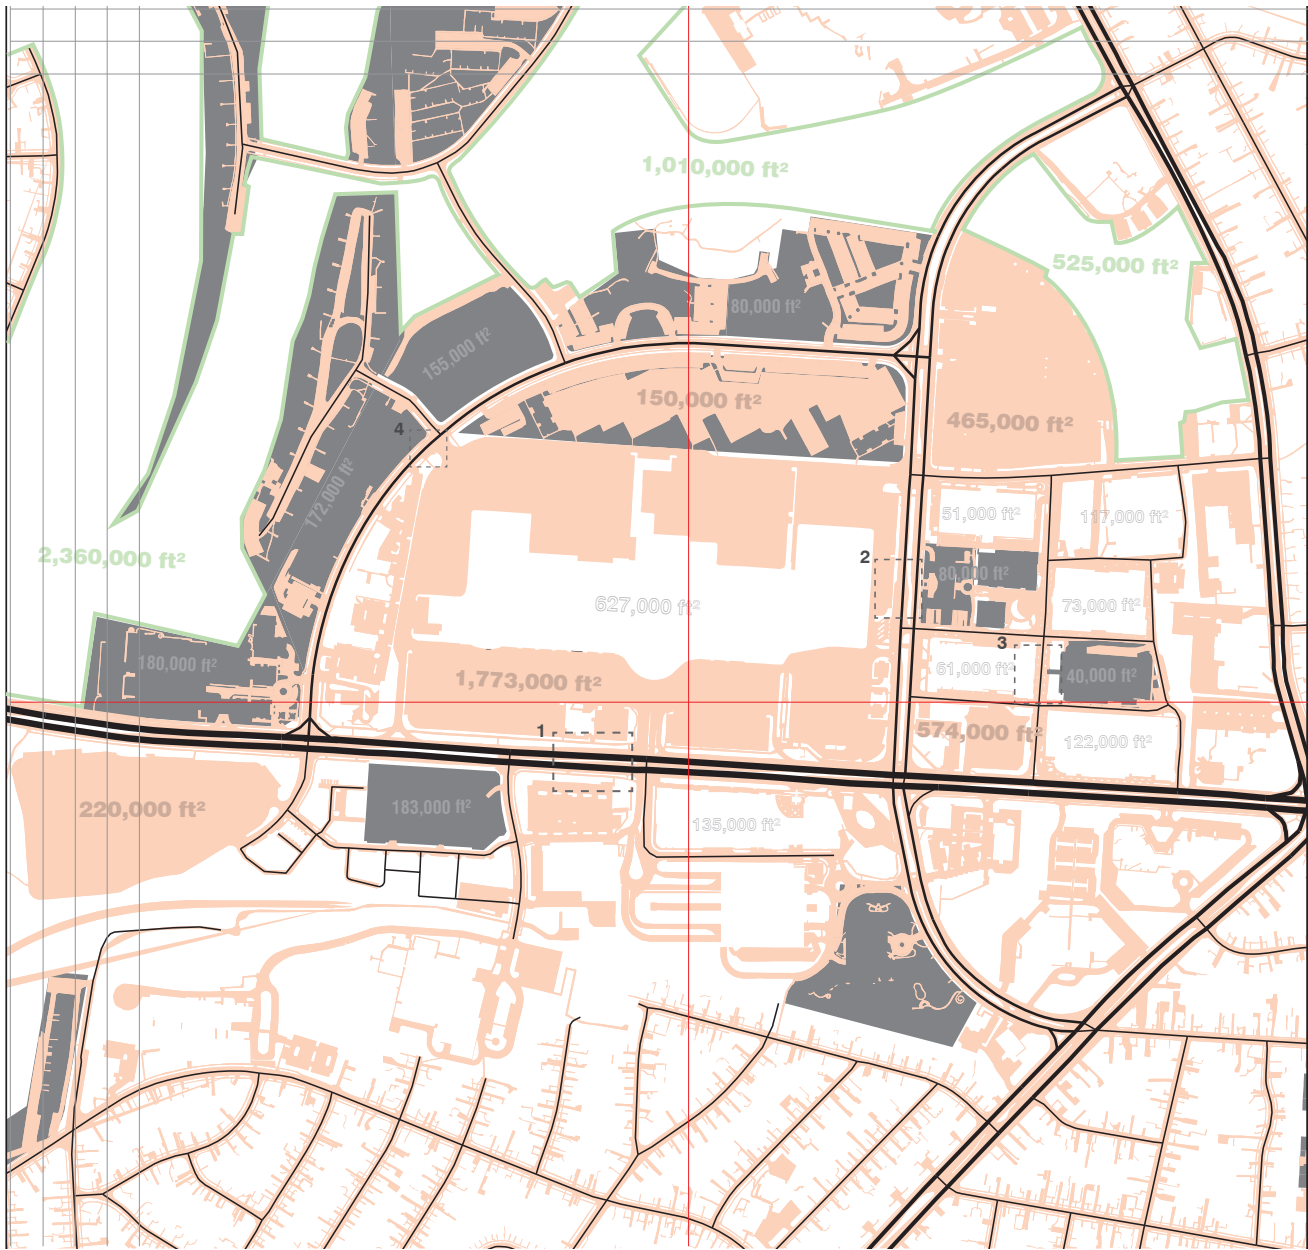 1,010,000 ft²
525,000 ft²
80,000 ft²
155,000 ft²
150,000 ft²
465,000 ft²
4
172,000 ft²
51,000 ft²
117,000 ft²
2,360,000 ft²
2
80,000 ft²
627,000 ft²
73,000 ft²
3
180,000 ft²
61,000 ft²
40,000 ft²
1,773,000 ft²
1
574,000 ft²
122,000 ft²
220,000 ft²
183,000 ft²
135,000 ft²